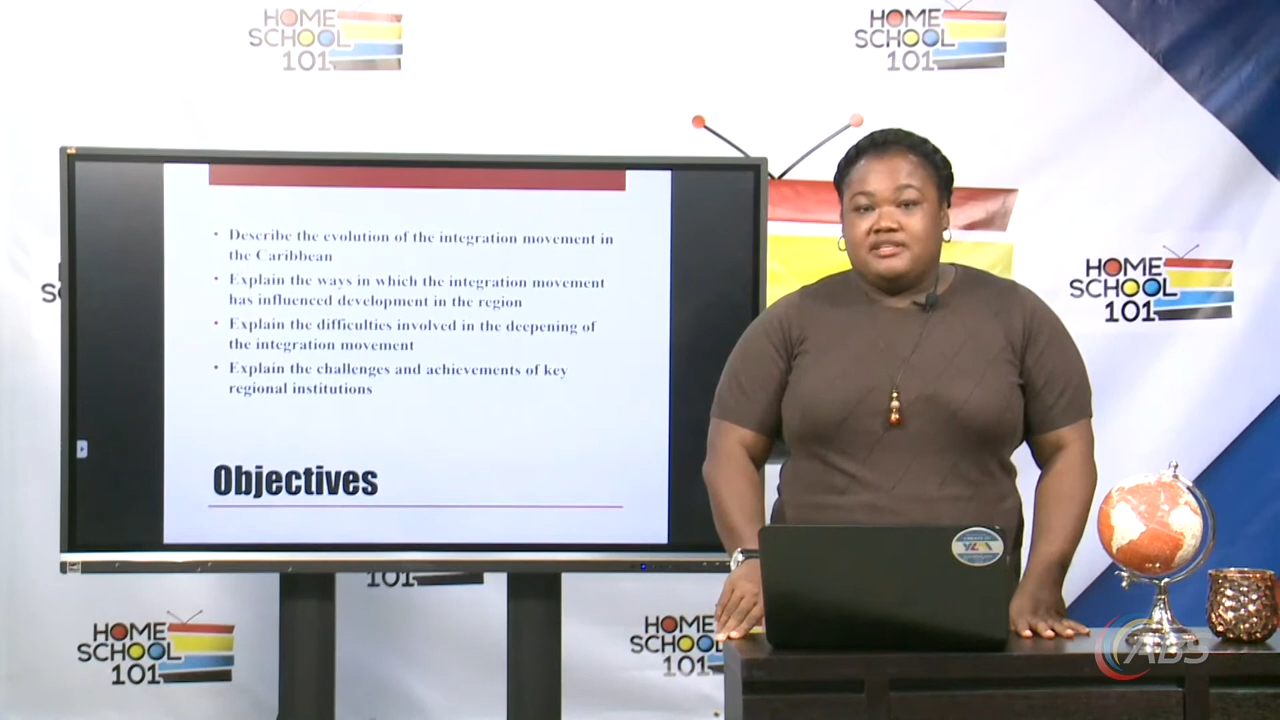 HOME
SCHOOL
101
HOME
SCHOOL
101
• Describe the evolution of the integration movement in
the Caribbean
• Explain the ways in which the integration movement
has influenced development in the region
• Explain the difficulties involved in the deepening of
the integration movement
• Explain the challenges and achievements of key
regional institutions
Objectives
HOME
SCHOOL
101
101
HOME
SCHOOL
101
HOME
SCHOOL
101
ABS